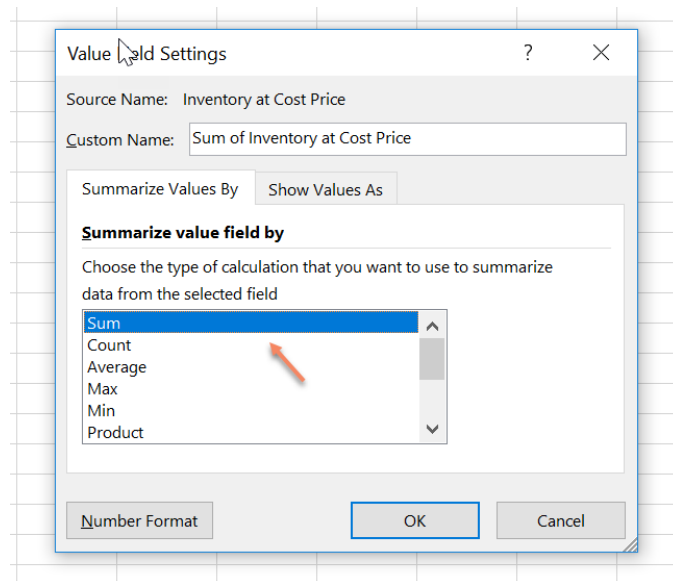 Value Field Settings ?
Source Name: Inventory at Cost Price
Custom Name: Sum of Inventory at Cost Price
Summarize Values By Show Values As
Summarize value field by
Choose the type of calculation that you want to use to summarize
data from the selected field
Sum
Count
Average
Max
Min
Product
Number Format OK Cancel